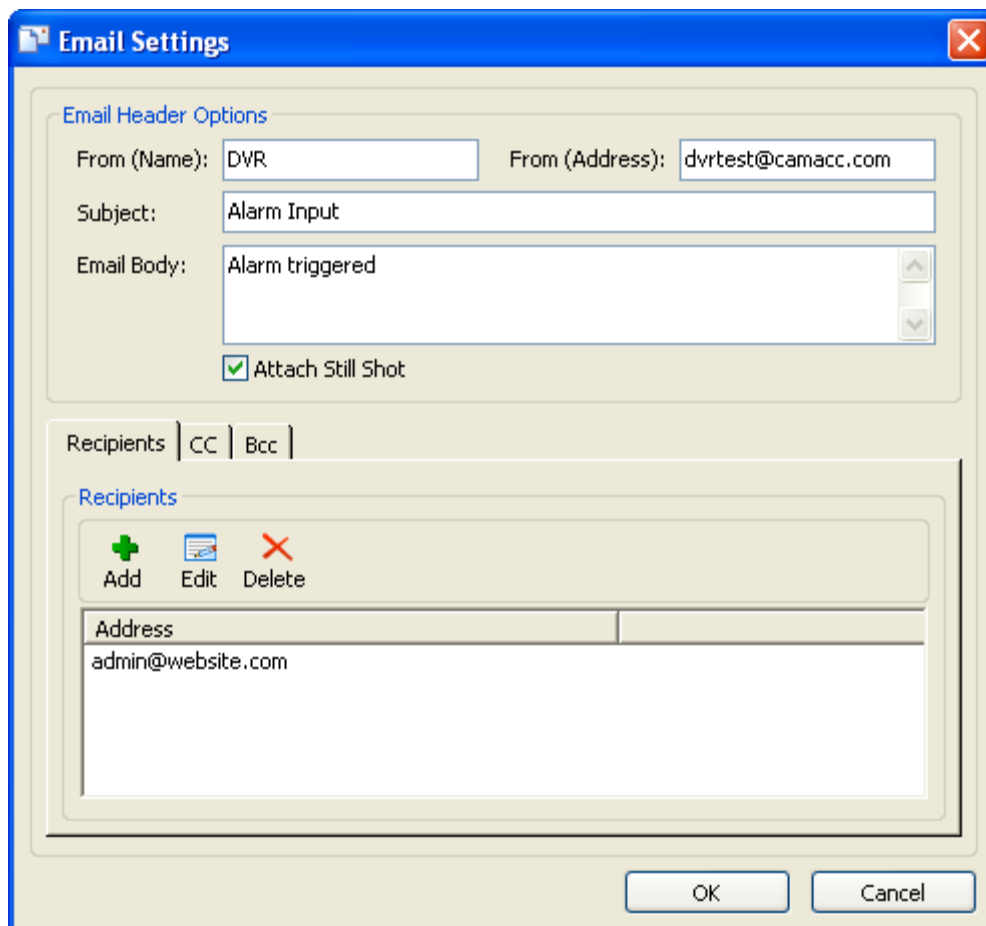 Email Settings
Email Header Options
From (Name): DVR From (Address): dvrtest@camacc.com
Subject: Alarm Input
Email Body: Alarm triggered
Attach Still Shot
Recipients CC Bcc
Recipients
Add Edit Delete
Address
admin@website.com
OK Cancel